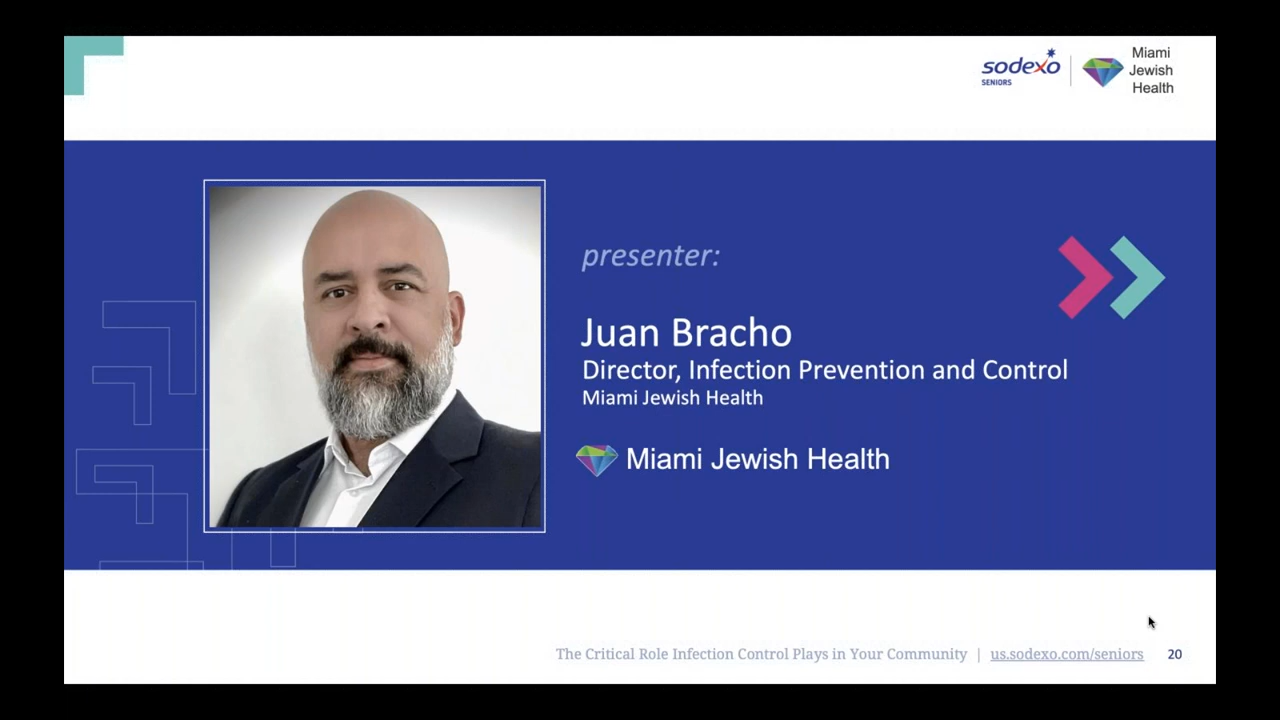 sodexo
SENIORS
Miami
Jewish
Health
presenter:
Juan Bracho
Director, Infection Prevention and Control
Miami Jewish Health
Miami Jewish Health
The Critical Role Infection Control Plays in Your Community | us.sodexo.com/seniors 20